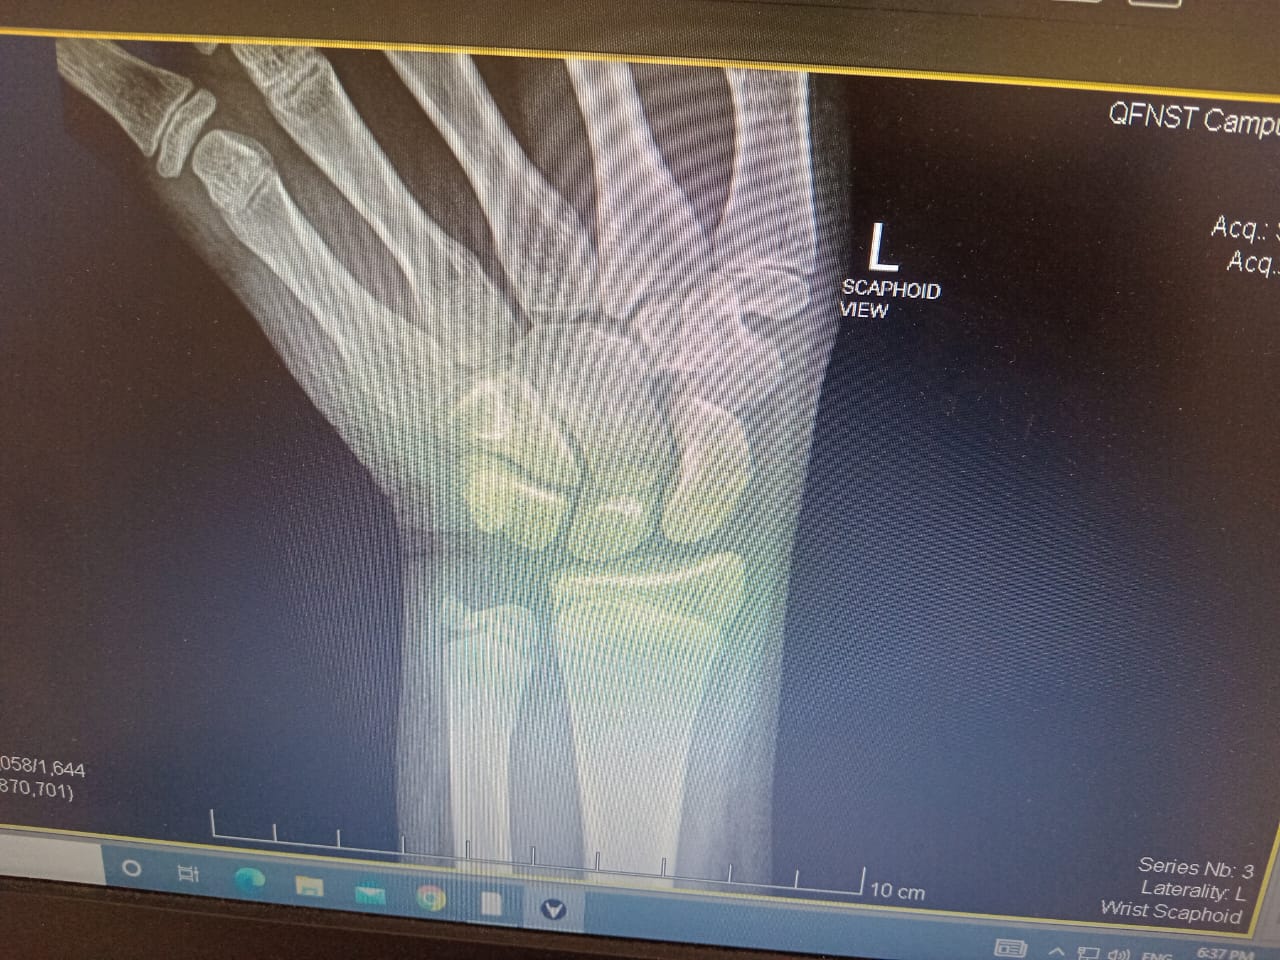 QFNST
Acq.:
Acq.
L
SCAPHOID
VIEW
058/1,644
870,701)
10 cm
Series Nb: 3
Laterality: L
Wrist Scaphoid
ENG
6:37 PM